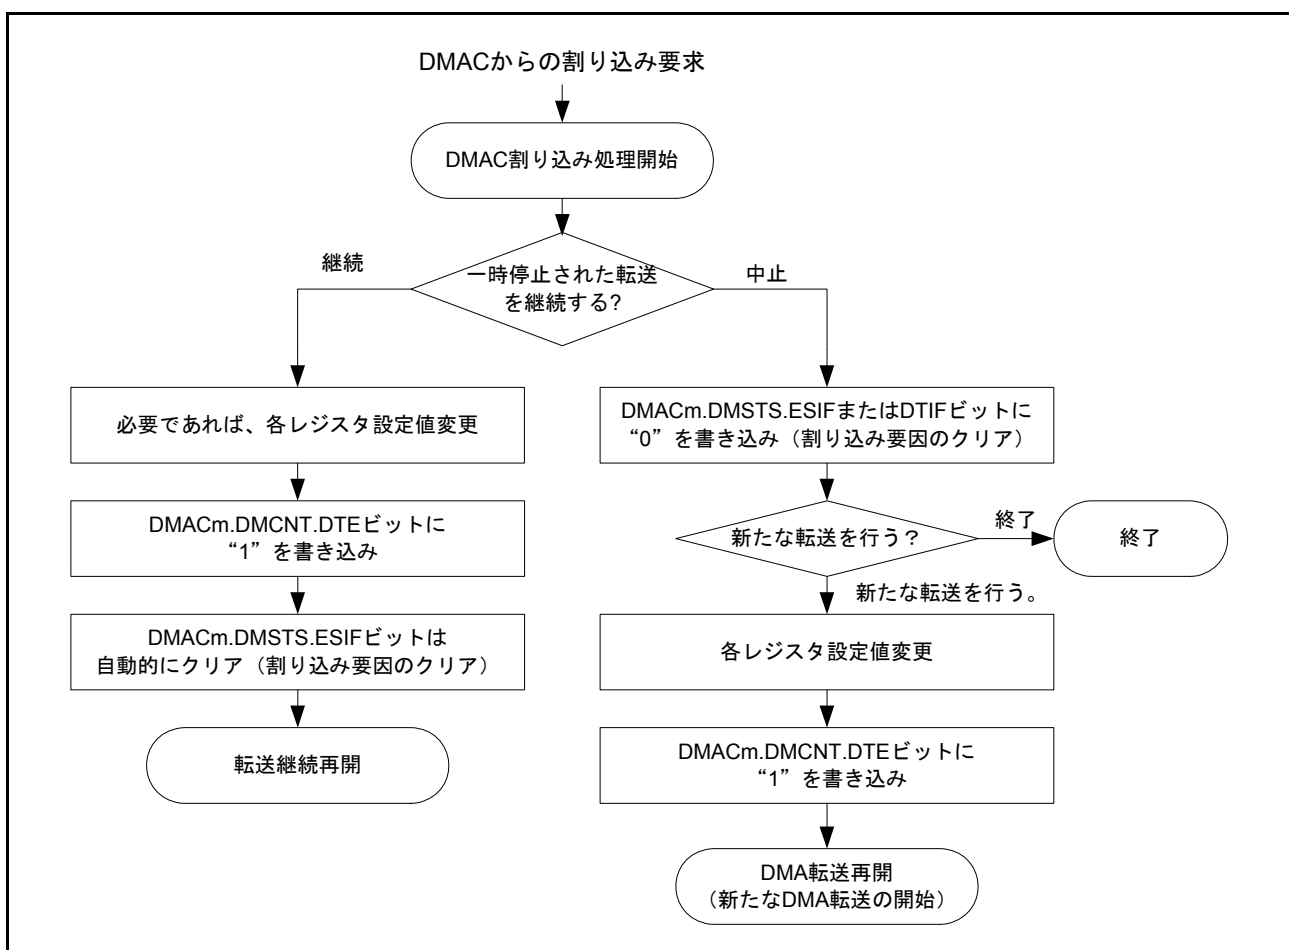 DMACからの割り込み要求
DMAC割り込み処理開始
一時停止された転送
を継続する?
継続
中止
必要であれば、各レジスタ設定値変更
DMACm.DMCNT.DTEビットに
“1”を書き込み
DMACm.DMSTS.ESIFビットは
自動的にクリア（割り込み要因のクリア）
転送継続再開
DMACm.DMSTS.ESIFまたはDTIFビットに
“0”を書き込み（割り込み要因のクリア）
新たな転送を行う？
終了
終了
新たな転送を行う。
各レジスタ設定値変更
DMACm.DMCNT.DTEビットに
“1”を書き込み
DMA転送再開
（新たなDMA転送の開始）